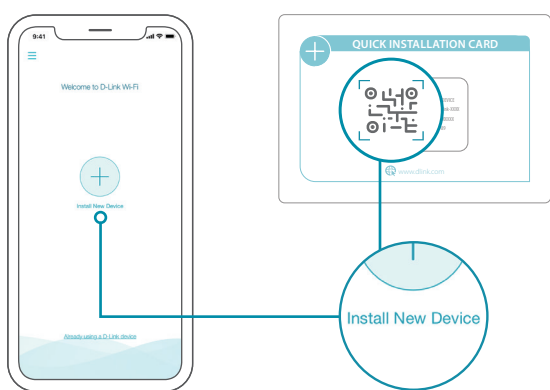 9:41
Welcome to D-Link Wi-Fi
Install New Device
Already using a D-Link device
QUICK INSTALLATION CARD
www.dlink.com
Install New Device